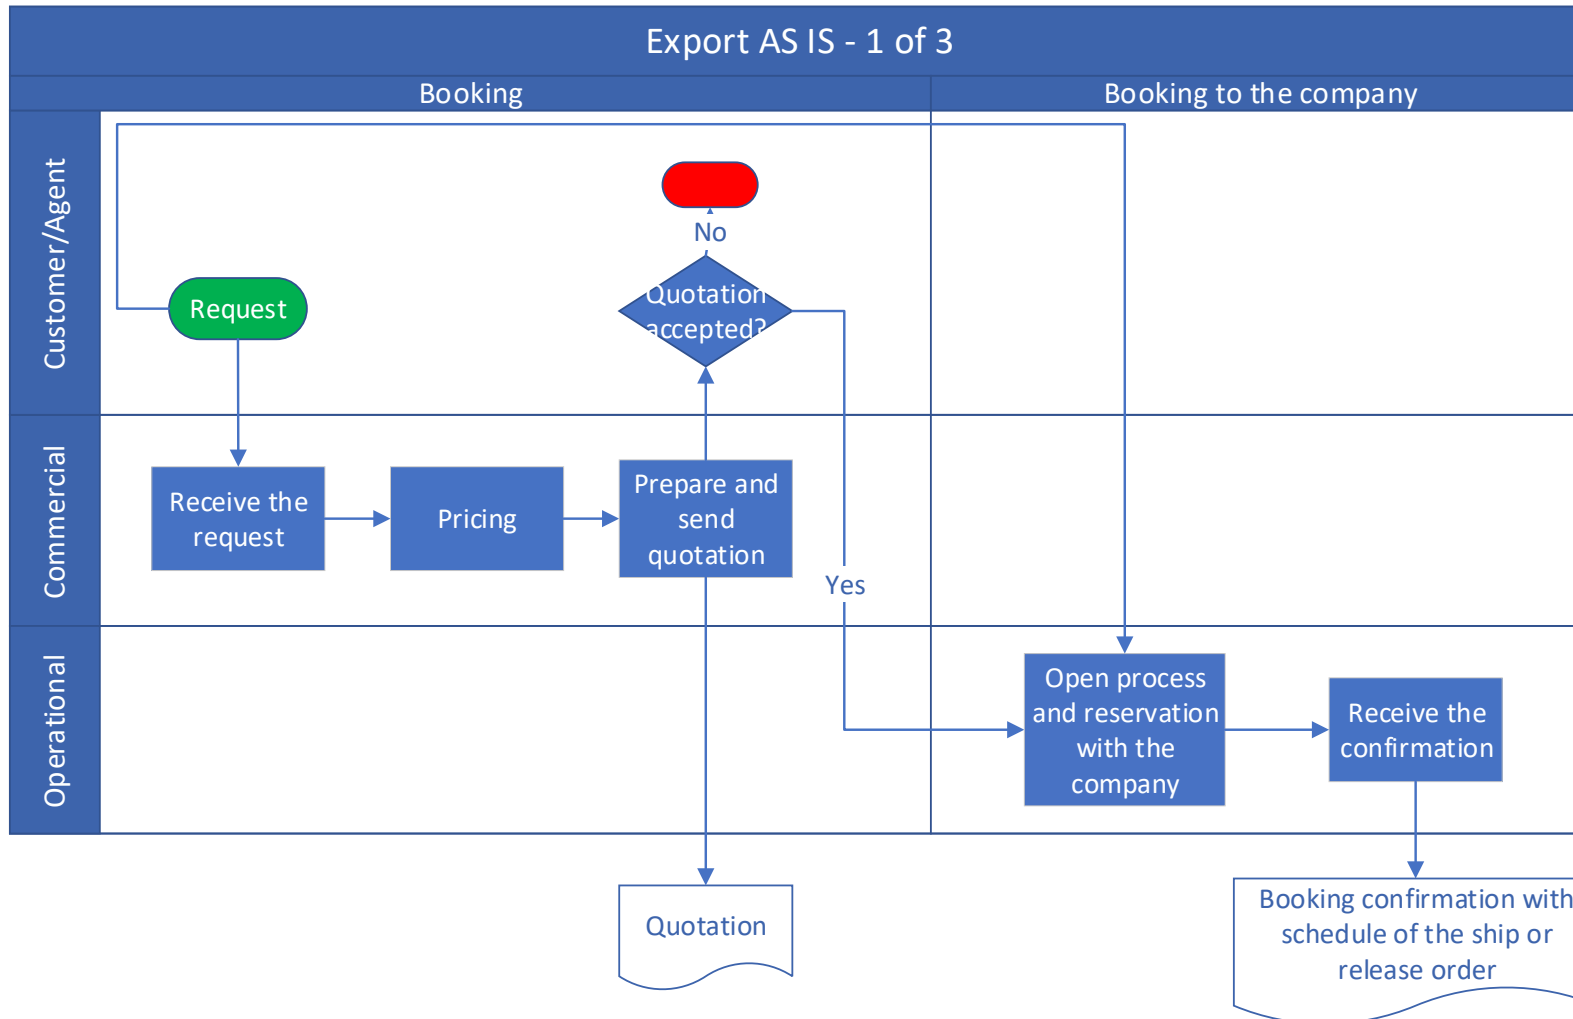 Export AS IS - 1 of 3
Booking
Booking to the company
Customer/Agent
No
Request
Quotation
accepted?
Commercial
Receive the
request
Pricing
Prepare and
send
quotation
Yes
Operational
Open process
and reservation
with the
company
Receive the
confirmation
Quotation
Booking confirmation with
schedule of the ship or
release order